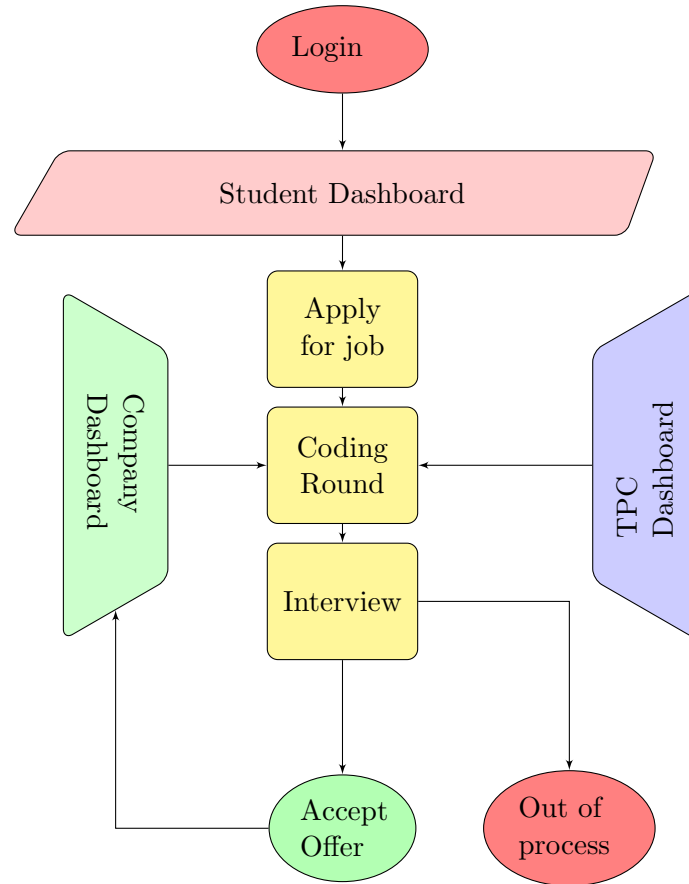 Login
Student Dashboard
Apply
for job
Company
Dashboard
Coding
Round
TPC
Dashboard
Interview
Accept
Offer
Out of
process